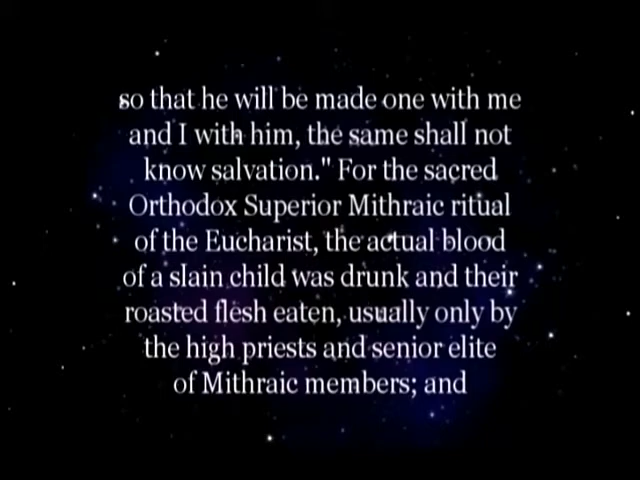 so that he will be made one with me
and I with him, the same shall not
know salvation." For the sacred
Orthodox Superior Mithraic ritual
of the Eucharist, the actual blood
of a slain child was drunk and their
roasted flesh eaten, usually only by
the high priests and senior elite
of Mithraic members; and